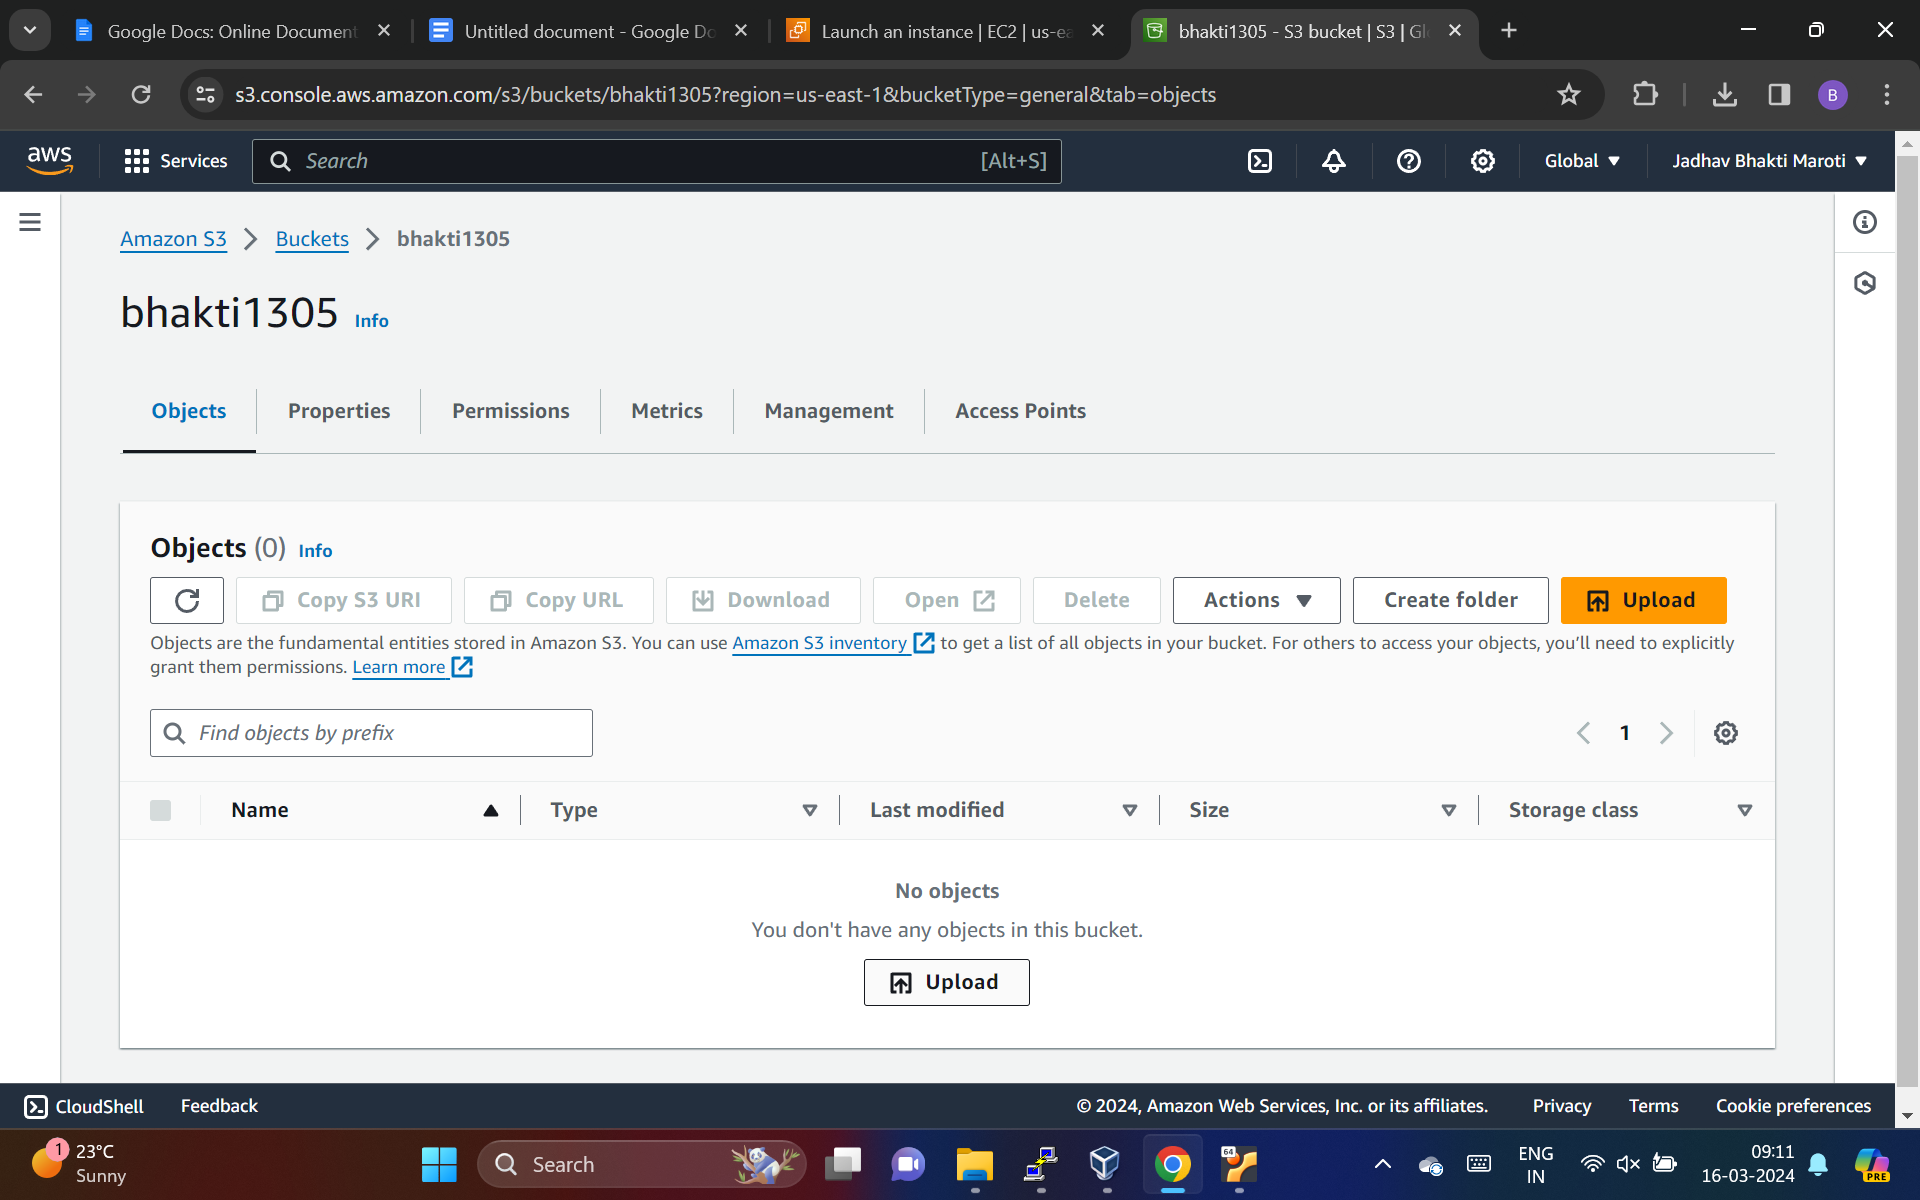 Google Docs: Online Document
Untitled document - Google Do
Launch an instance | EC2 | us-ea
bhakti1305 - S3 bucket | S3 | Gl
s3.console.aws.amazon.com/s3/buckets/bhakti1305?region=us-east-1&bucketType=general&tab=objects
B
aws
Services
Search
[Alt+S]
Global
Jadhav Bhakti Maroti
Amazon S3
Buckets
bhakti1305
bhakti1305 Info
Objects
Properties
Permissions
Metrics
Management
Access Points
Objects (0) Info
Copy S3 URI
Copy URL
Download
Open
Delete
Actions
Create folder
Upload
Objects are the fundamental entities stored in Amazon S3. You can use Amazon S3 inventory to get a list of all objects in your bucket. For others to access your objects, you’ll need to explicitly
grant them permissions. Learn more
Find objects by prefix
1
Name
Type
Last modified
Size
Storage class
No objects
You don't have any objects in this bucket.
Upload
CloudShell
Feedback
© 2024, Amazon Web Services, Inc. or its affiliates.
Privacy
Terms
Cookie preferences
1
23°C
Sunny
Search
64
ENG
IN
09:11
16-03-2024
PRE